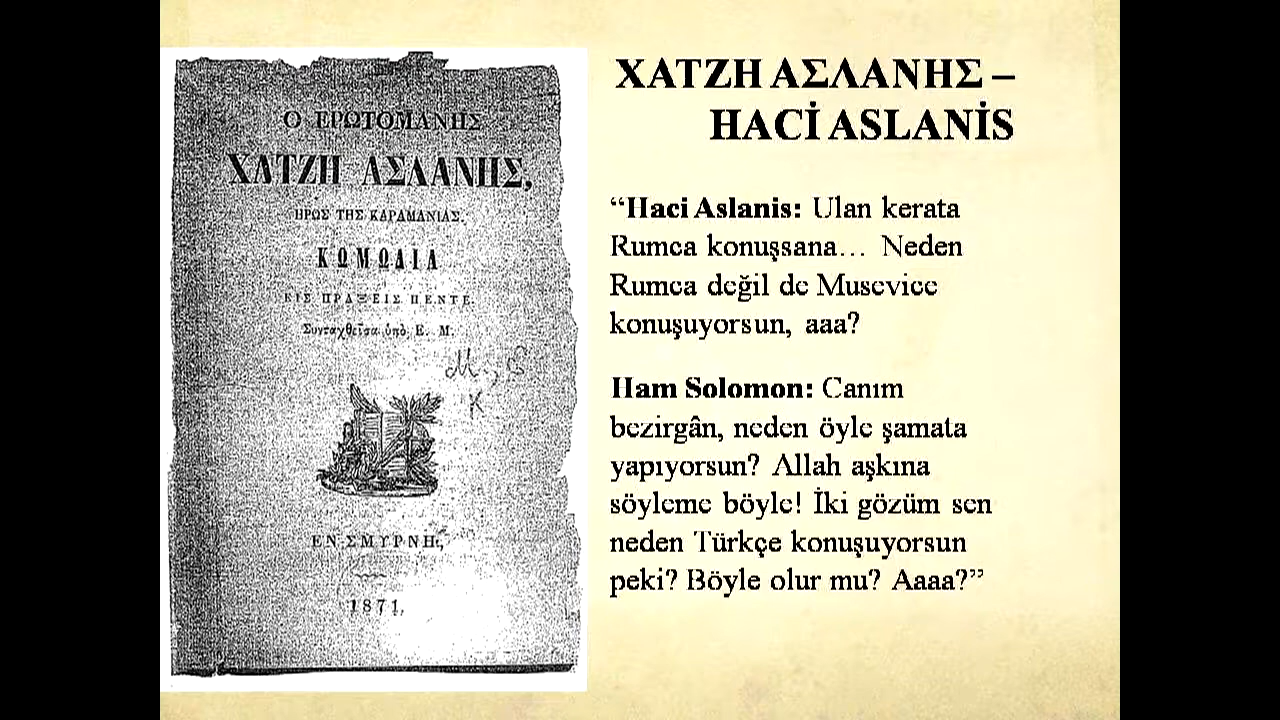 Ο ΕΡΩΤΟΜΑΝΗΣ
ΧΑΤΖΗ ΑΣΛΑΝΗΣ,
ΗΡΩΣ ΤΗΣ ΚΑΡΑΜΑΝΙΑΣ.
ΚΩΜΩΔΙΑ
ΕΙΣ ΠΡΑΞΕΙΣ ΠΕΝΤΕ.
Συνταχθεῖσα ὑπὸ Ε. Μ.
ΕΝ ΣΜΥΡΝΗ,
1871.
ΧΑΤΖΗ ΑΣΛΑΝΗΣ –
HACİ ASLANİS
“Haci Aslanis: Ulan kerata
Rumca konuşsana… Neden
Rumca değil de Musevice
konuşuyorsun, aaa?
Ham Solomon: Canım
bezirgân, neden öyle şamata
yapıyorsun? Allah aşkına
söyleme böyle! İki gözüm sen
neden Türkçe konuşuyorsun
peki? Böyle olur mu? Aaaa?”